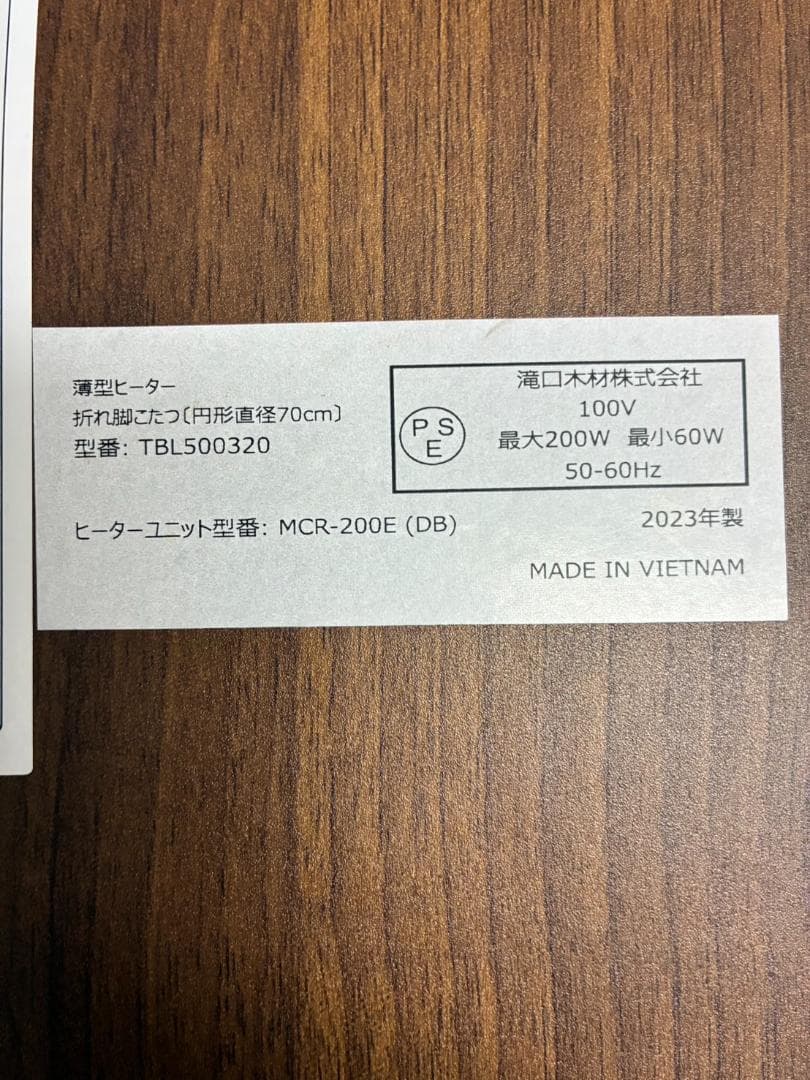 薄型ヒーター
折れ脚こたつ〔円形直径70cm〕
型番: TBL500320
ヒーターユニット型番: MCR-200E (DB)
PSE
滝口木材株式会社
100V
最大200W 最小60W
50-60Hz
2023年製
MADE IN VIETNAM